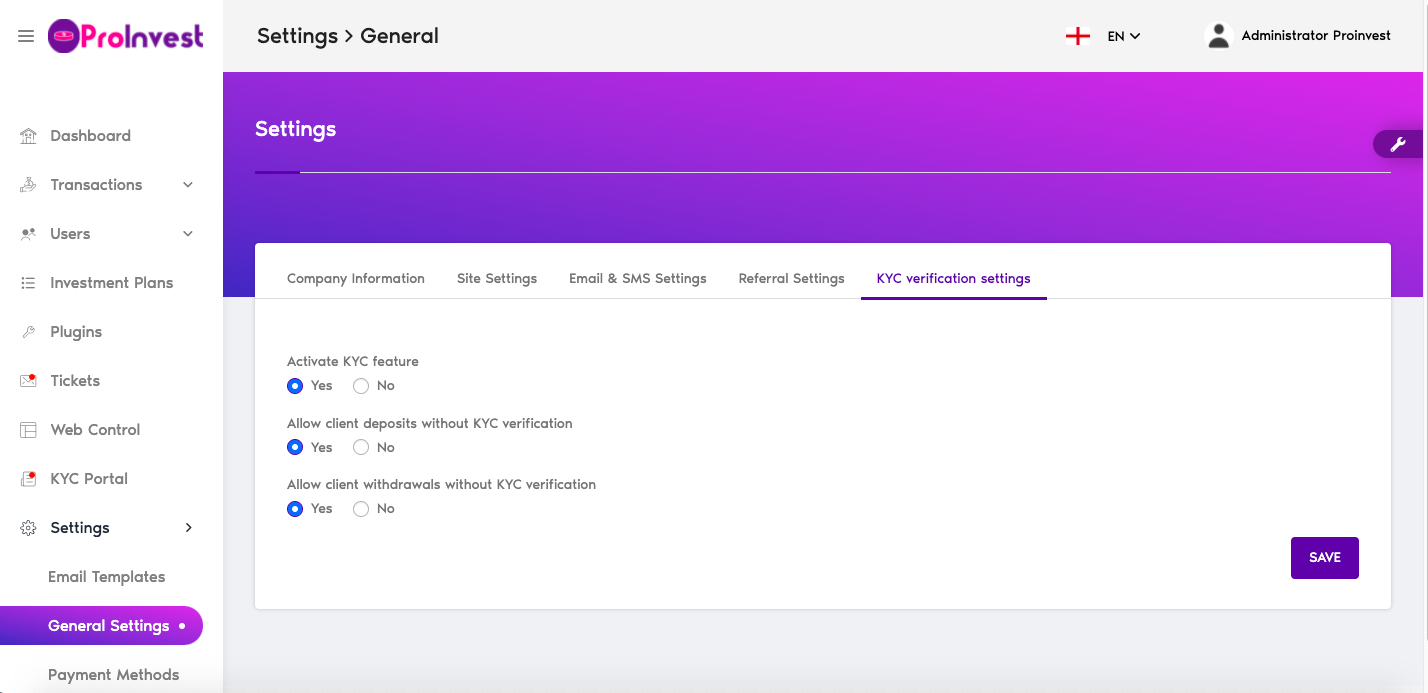 ProInvest
Settings > General
EN
Administrator Proinvest
Dashboard
Transactions
Users
Investment Plans
Plugins
Tickets
Web Control
KYC Portal
Settings
Email Templates
General Settings
Payment Methods
Settings
Company Information
Site Settings
Email & SMS Settings
Referral Settings
KYC verification settings
Activate KYC feature
Yes No
Allow client deposits without KYC verification
Yes No
Allow client withdrawals without KYC verification
Yes No
SAVE